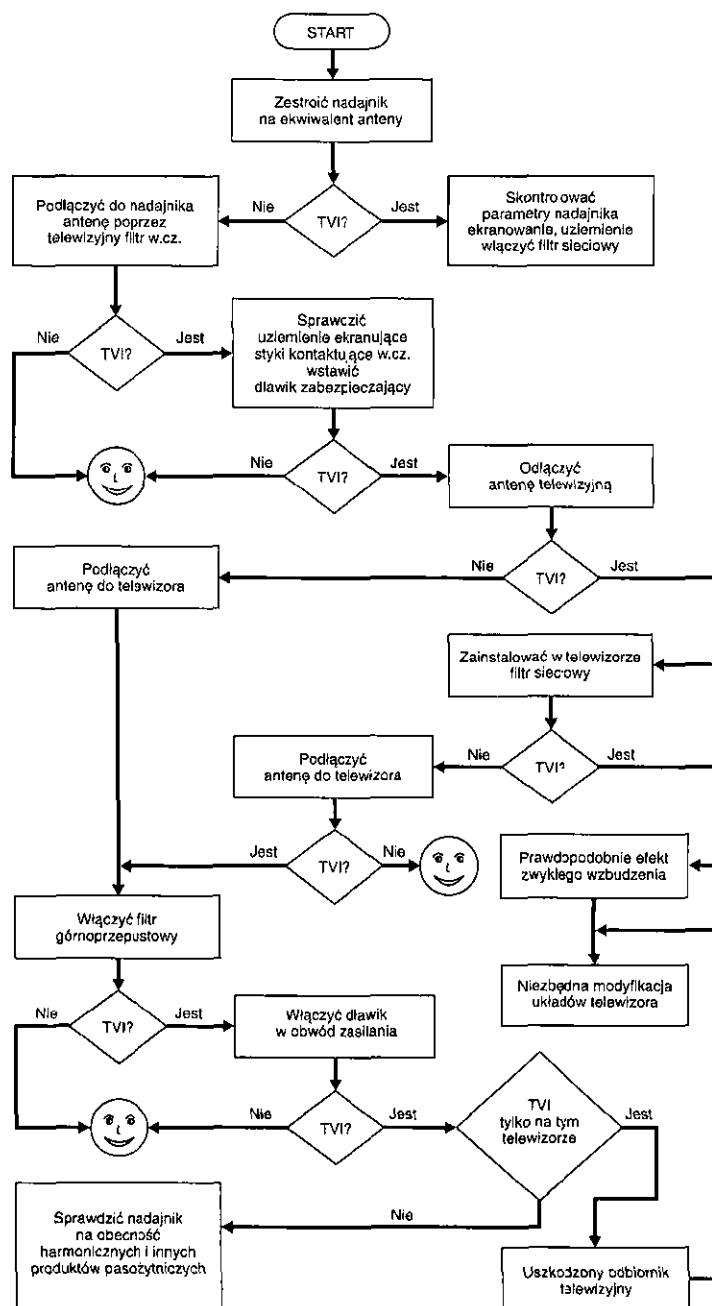 START
Zestroić nadajnik
na ekwiwalent anteny
Podłączyć do nadajnika
antenę poprzez
telewizyjny filtr w.cz.
Nie
TVI?
Jest
Skontrolować
parametry nadajnika
ekranowanie, uziemienie
włączyć filtr sieciowy
Nie
TVI?
Jest
Sprawczić
uziemienie ekranujące
styki kontaktujące w.cz.
wstawić
dławik zabezpieczający
Nie
TVI?
Jest
Odłączyć
antenę telewizyjną
Podłączyć
antenę do telewizora
Nie
TVI?
Jest
Zainstalować w telewizorze
filtr sieciowy
Podłączyć
antenę do telewizora
Nie
TVI?
Jest
Jest
TVI?
Nie
Prawdopodobnie efekt
zwykłego wzbudzenia
Włączyć filtr
górnoprzepustowy
Niezbędna modyfikacja
układów telewizora
Nie
TVI?
Jest
Włączyć dławik
w obwód zasilania
Nie
TVI?
Jest
TVI
tylko na tym
telewizorze
Jest
Nie
Sprawdzić nadajnik
na obecność
harmonicznych i innych
produktów pasożytniczych
Uszkodzony odbiornik
telewizyjny